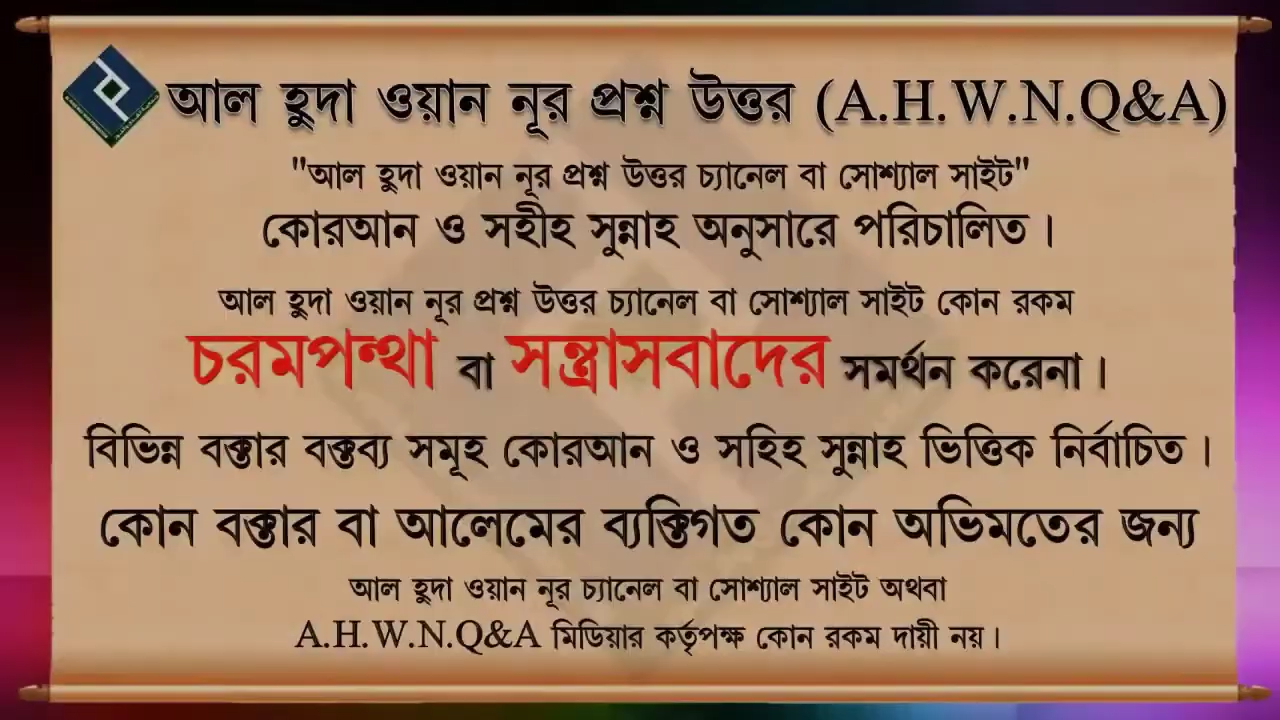 আল হুদা ওয়ান নূর প্রশ্ন উত্তর (A.H.W.N.Q&A)
"আল হুদা ওয়ান নূর প্রশ্ন উত্তর চ্যানেল বা সোশ্যাল সাইট"
কোরআন ও সহীহ সুন্নাহ অনুসারে পরিচালিত।
আল হুদা ওয়ান নূর প্রশ্ন উত্তর চ্যানেল বা সোশ্যাল সাইট কোন রকম
চরমপন্থা বা সন্ত্রাসবাদের সমর্থন করেনা।
বিভিন্ন বক্তার বক্তব্য সমূহ কোরআন ও সহিহ সুন্নাহ ভিত্তিক নির্বাচিত।
কোন বক্তার বা আলেমের ব্যক্তিগত কোন অভিমতের জন্য
আল হুদা ওয়ান নূর চ্যানেল বা সোশ্যাল সাইট অথবা
A.H.W.N.Q&A মিডিয়ার কর্তৃপক্ষ কোন রকম দায়ী নয়।